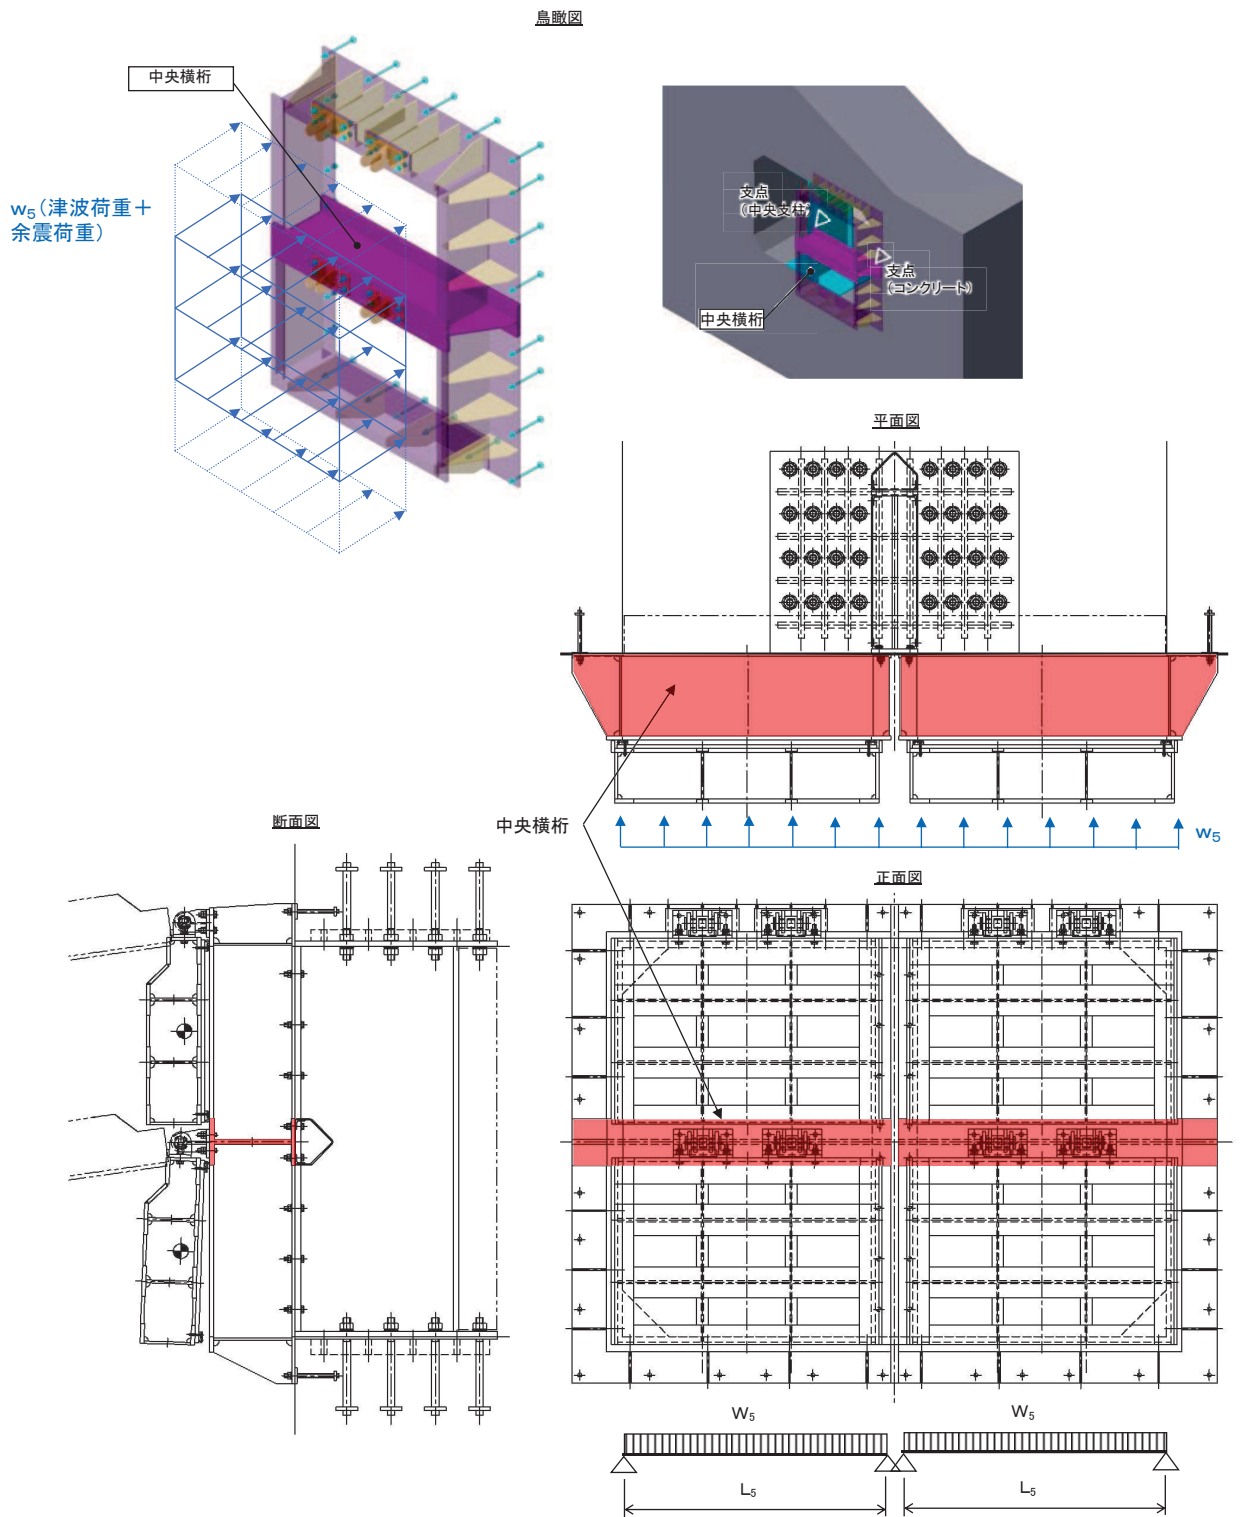 鳥瞰図
中央横桁
w₅(津波荷重＋
余震荷重)
支点
(中央支柱)
支点
(コンクリート)
中央横桁
平面図
w₅
断面図
中央横桁
正面図
W₅
W₅
L₅
L₅